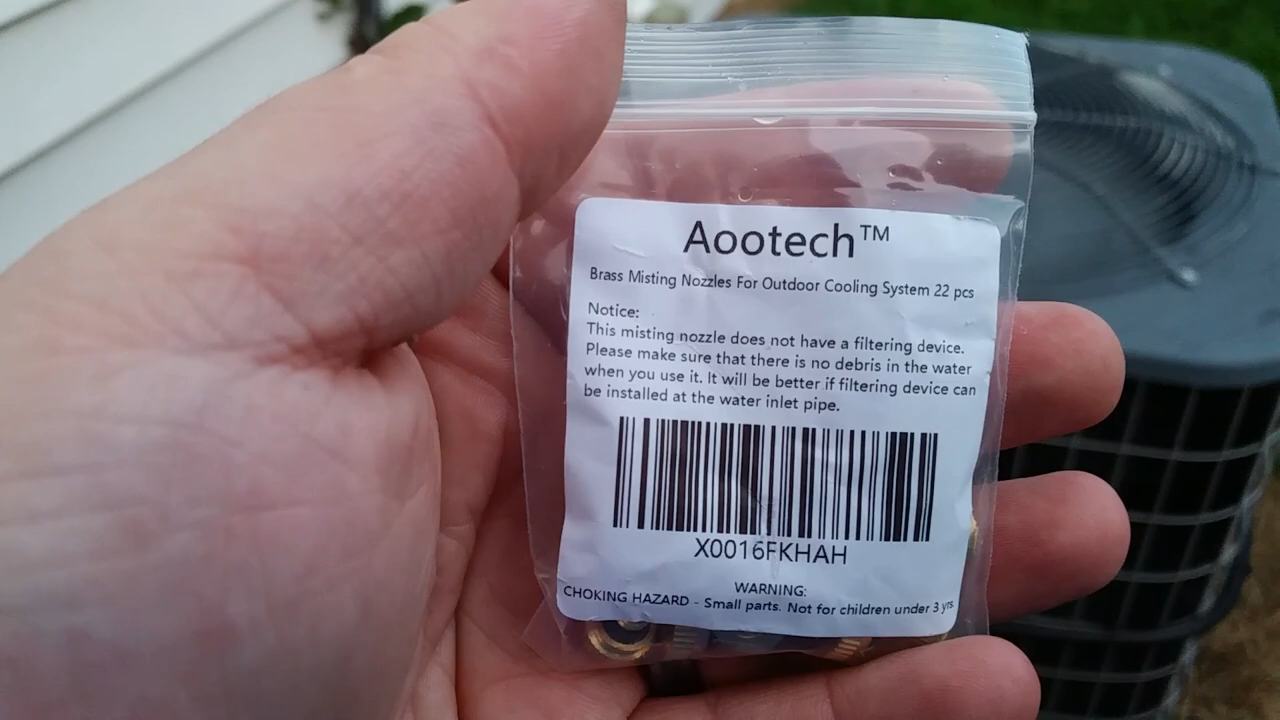 Aootech™
Brass Misting Nozzles For Outdoor Cooling System 22 pcs
Notice:
This misting nozzle does not have a filtering device.
Please make sure that there is no debris in the water
when you use it. It will be better if filtering device can
be installed at the water inlet pipe.
X0016FKHAH
WARNING:
CHOKING HAZARD - Small parts. Not for children under 3 yrs